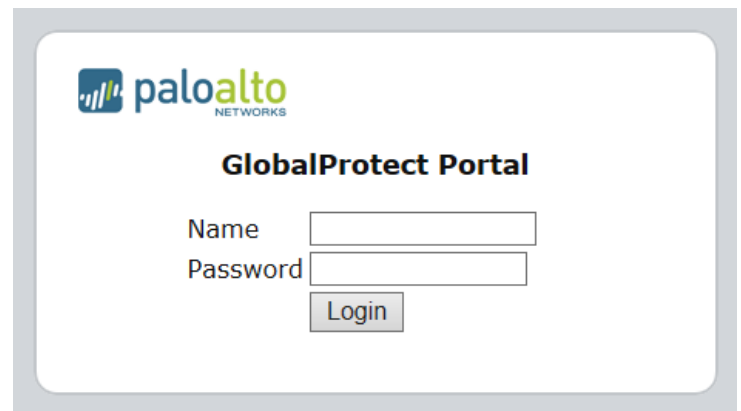 paloalto
NETWORKS
GlobalProtect Portal
Name
Password
Login